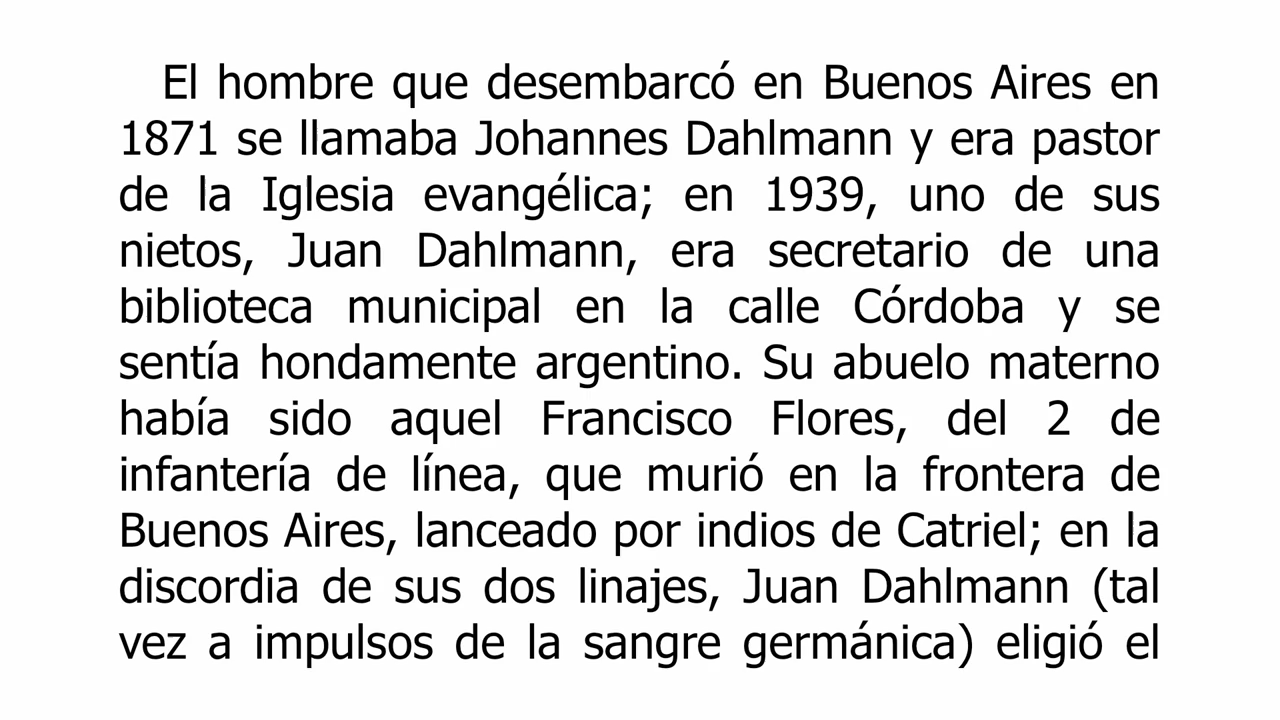 El hombre que desembarcó en Buenos Aires en
1871 se llamaba Johannes Dahlmann y era pastor
de la Iglesia evangélica; en 1939, uno de sus
nietos, Juan Dahlmann, era secretario de una
biblioteca municipal en la calle Córdoba y se
sentía hondamente argentino. Su abuelo materno
había sido aquel Francisco Flores, del 2 de
infantería de línea, que murió en la frontera de
Buenos Aires, lanceado por indios de Catriel; en la
discordia de sus dos linajes, Juan Dahlmann (tal
vez a impulsos de la sangre germánica) eligió el